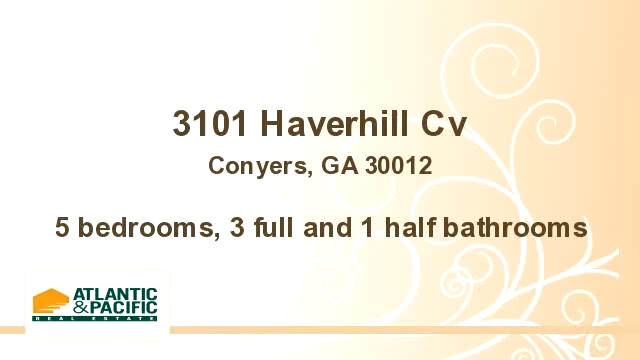 3101 Haverhill Cv
Conyers, GA 30012
5 bedrooms, 3 full and 1 half bathrooms
ATLANTIC
&PACIFIC
REAL ESTATE